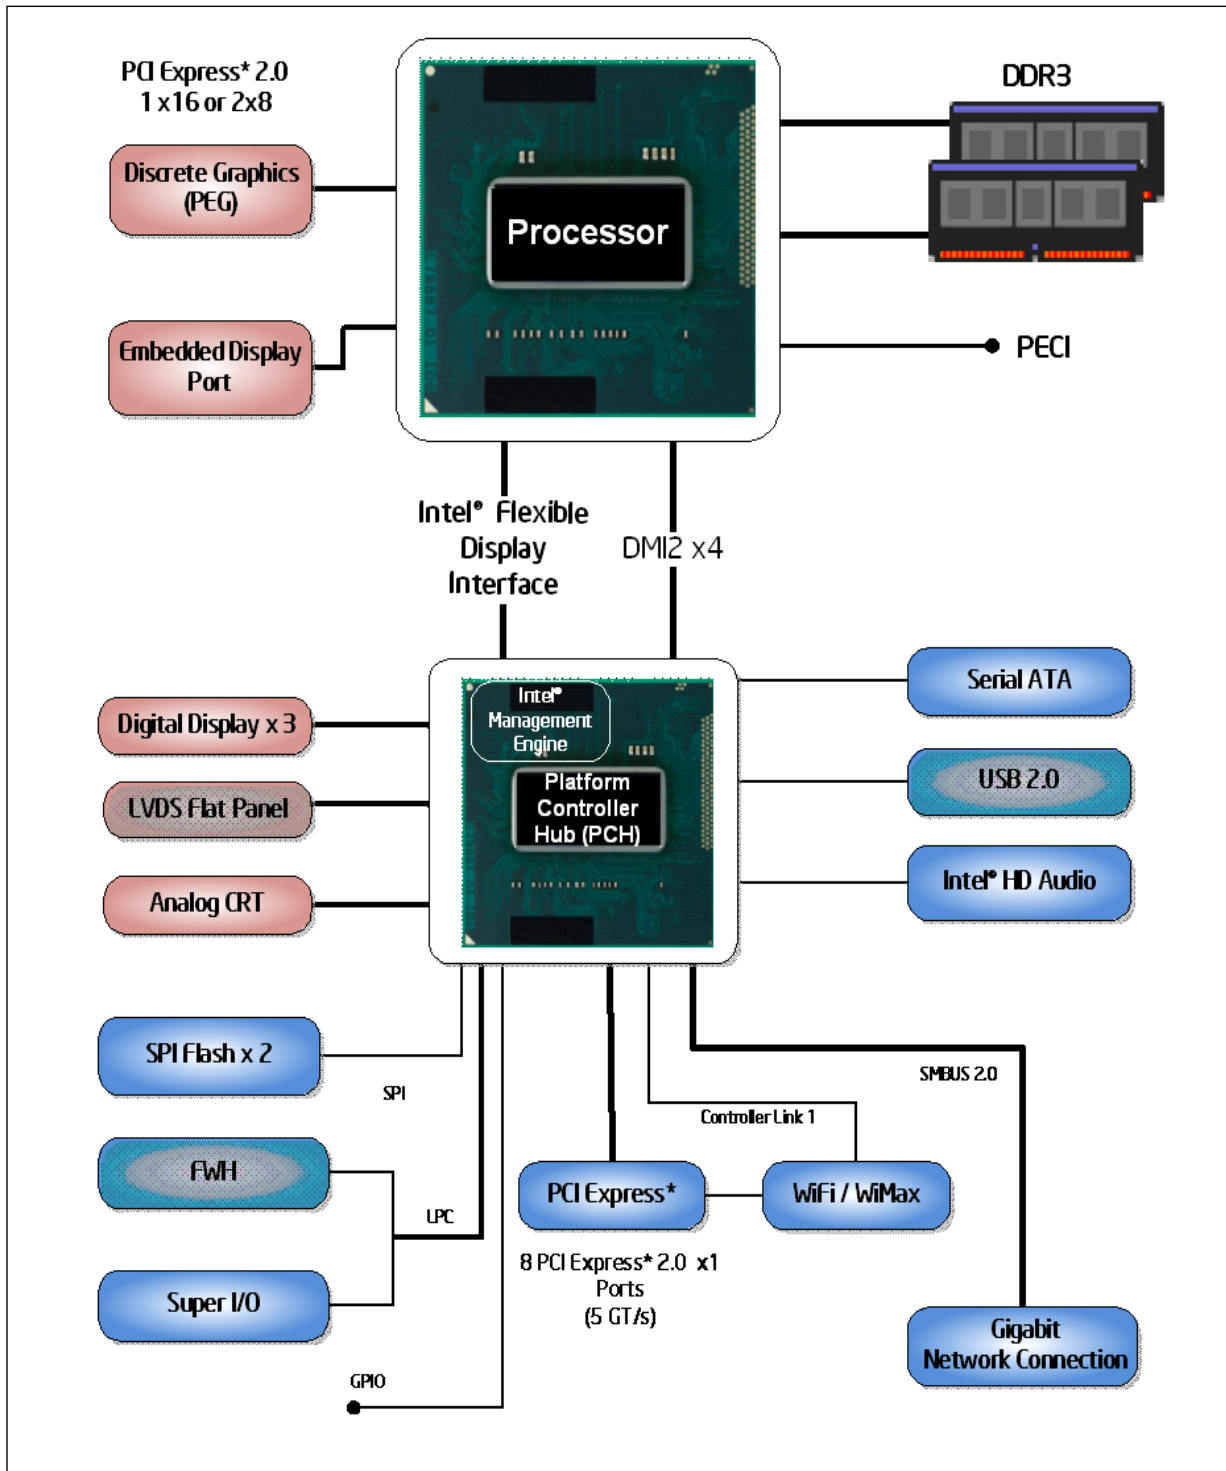 PCI Express* 2.0
1 x16 or 2x8
DDR3
Discrete Graphics
(PEG)
Processor
Embedded Display
Port
PECI
Intel® Flexible
Display
Interface
DMI2 x4
Intel®
Management
Engine
Platform
Controller
Hub (PCH)
Digital Display x 3
LVDS Flat Panel
Analog CRT
Serial ATA
USB 2.0
Intel® HD Audio
SPI Flash x 2
SPI
FWH
LPC
Super I/O
GPIO
SMBUS 2.0
Controller Link 1
PCI Express*
WiFi / WiMax
8 PCI Express* 2.0 x1
Ports
(5 GT/s)
Gigabit
Network Connection